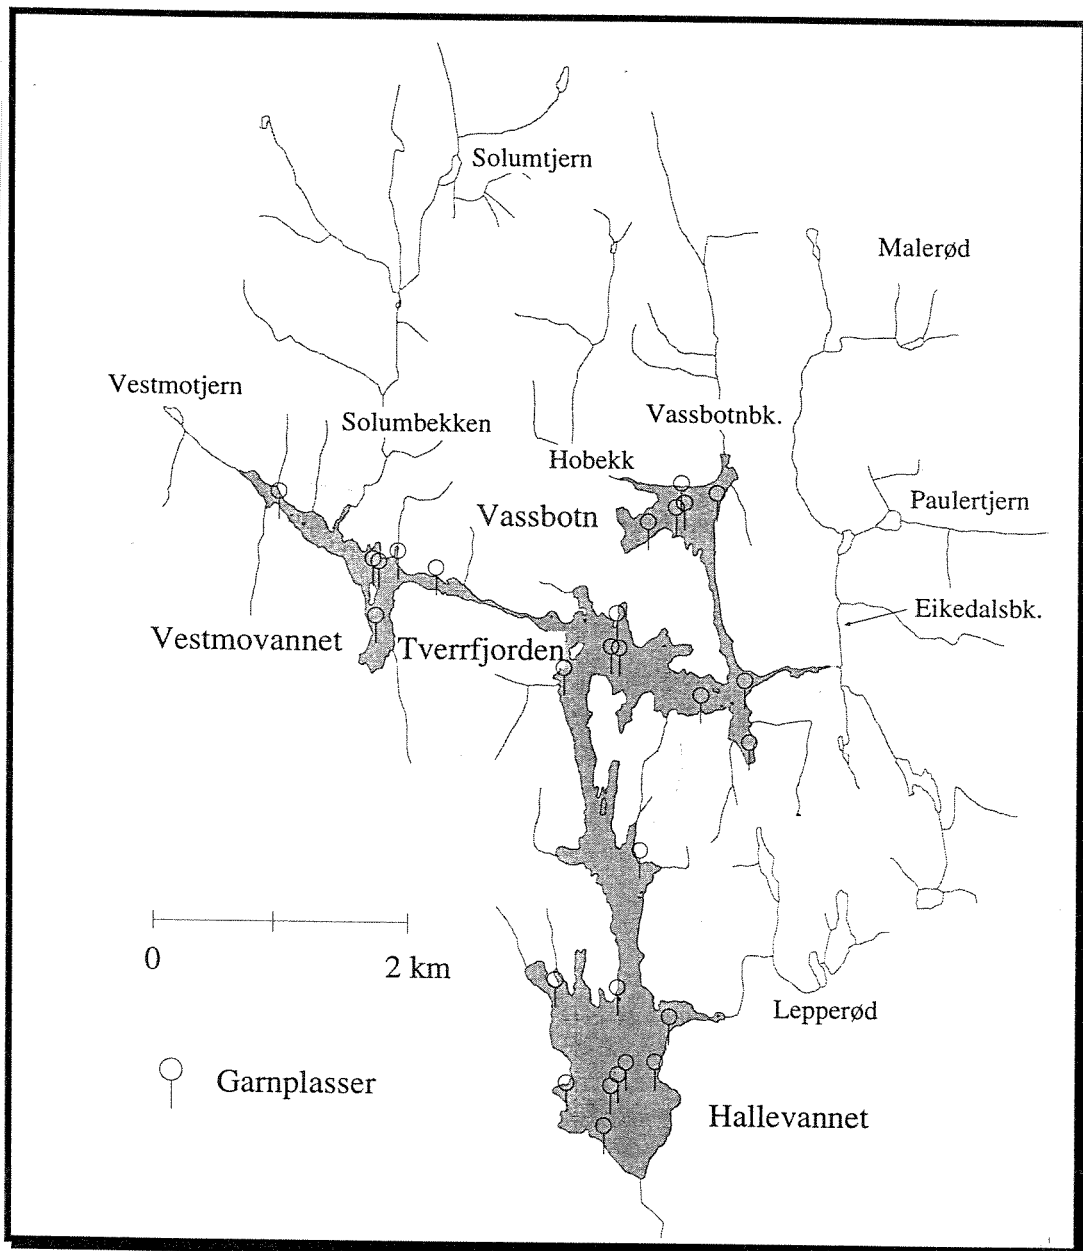 Solumtjern
Malerød
Vestmotjern
Solumbekken
Vassbotnbk.
Hobekk
Vassbotn
Paulertjern
Eikedalsbk.
Vestmovannet
Tverrfjorden
0
2 km
Lepperød
Garnplasser
Hallevannet